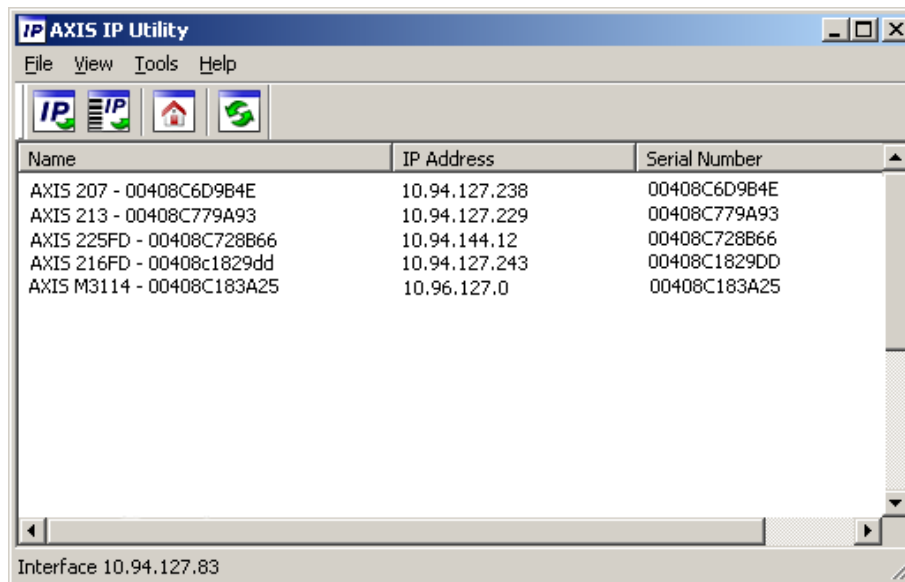 IP AXIS IP Utility
File View Tools Help
IP IP
Name IP Address Serial Number
AXIS 207 - 00408C6D9B4E 10.94.127.238 00408C6D9B4E
AXIS 213 - 00408C779A93 10.94.127.229 00408C779A93
AXIS 225FD - 00408C728B66 10.94.144.12 00408C728B66
AXIS 216FD - 00408c1829dd 10.94.127.243 00408C1829DD
AXIS M3114 - 00408C183A25 10.96.127.0 00408C183A25
Interface 10.94.127.83